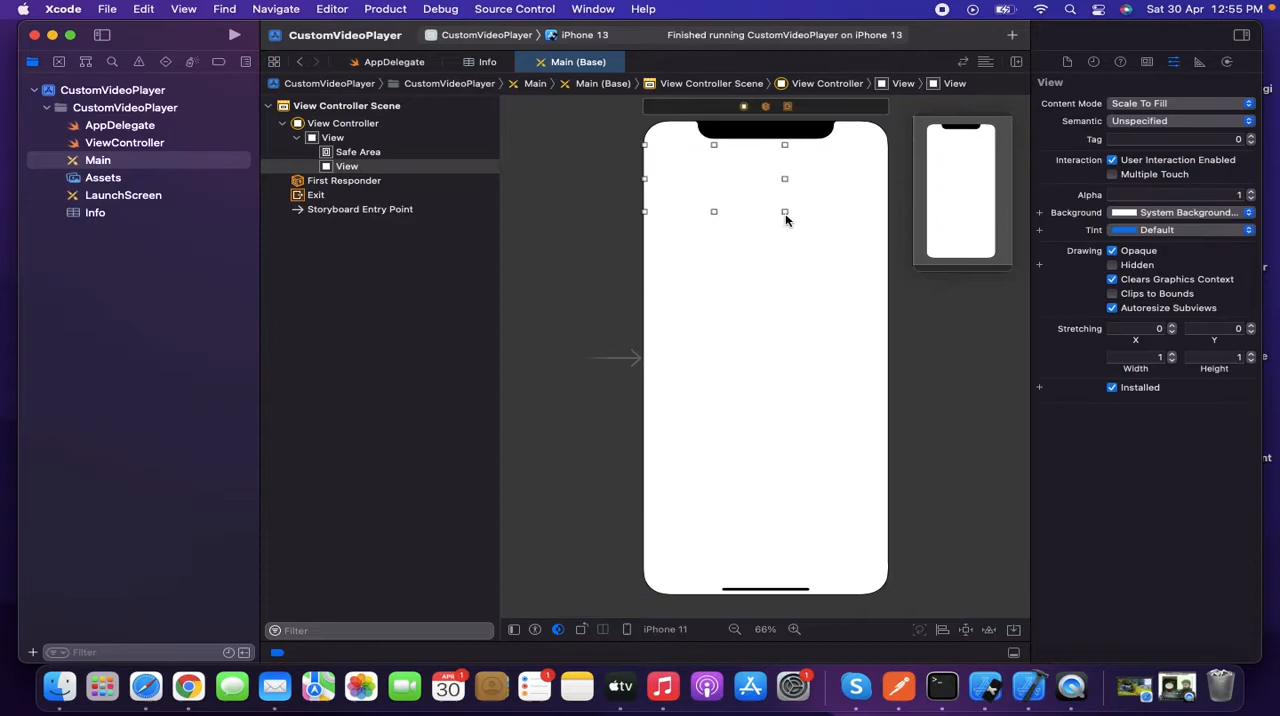 Xcode File Edit View Find Navigate Editor Product Debug Source Control Window Help Sat 30 Apr 12:55 PM
CustomVideoPlayer CustomVideoPlayer iPhone 13 Finished running CustomVideoPlayer on iPhone 13
AppDelegate Info Main (Base)
CustomVideoPlayer CustomVideoPlayer Main Main (Base) View Controller Scene View Controller View View
CustomVideoPlayer
CustomVideoPlayer
AppDelegate
ViewController
Main
Assets
LaunchScreen
Info
View Controller Scene
View Controller
View
Safe Area
View
First Responder
Exit
Storyboard Entry Point
View
Content Mode Scale To Fill
Semantic Unspecified
Tag 0
Interaction User Interaction Enabled
Multiple Touch
Alpha 1
Background System Background...
Tint Default
Drawing Opaque
Hidden
Clears Graphics Context
Clips to Bounds
Autoresize Subviews
Stretching 0 0
X Y
1 1
Width Height
Installed
Filter
iPhone 11 66%
Filter
APR
30
1
1
tv
1